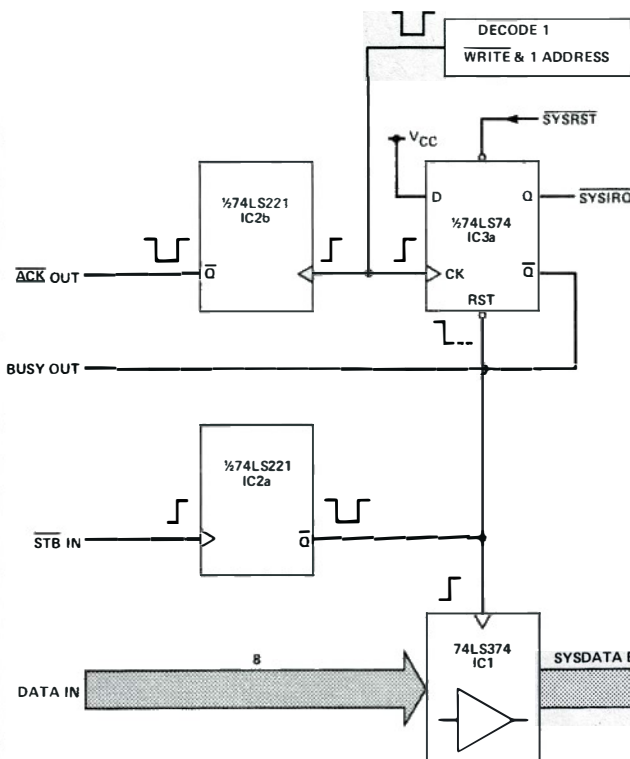 DECODE 1
WRITE & 1 ADDRESS
SYSRST
VCC
½74LS221
IC2b
Q
ACK OUT
D
½74LS74
IC3a
Q
SYSIRQ
CK
Q
RST
BUSY OUT
½74LS221
IC2a
Q
STB IN
8
DATA IN
74LS374
IC1
SYSDATA